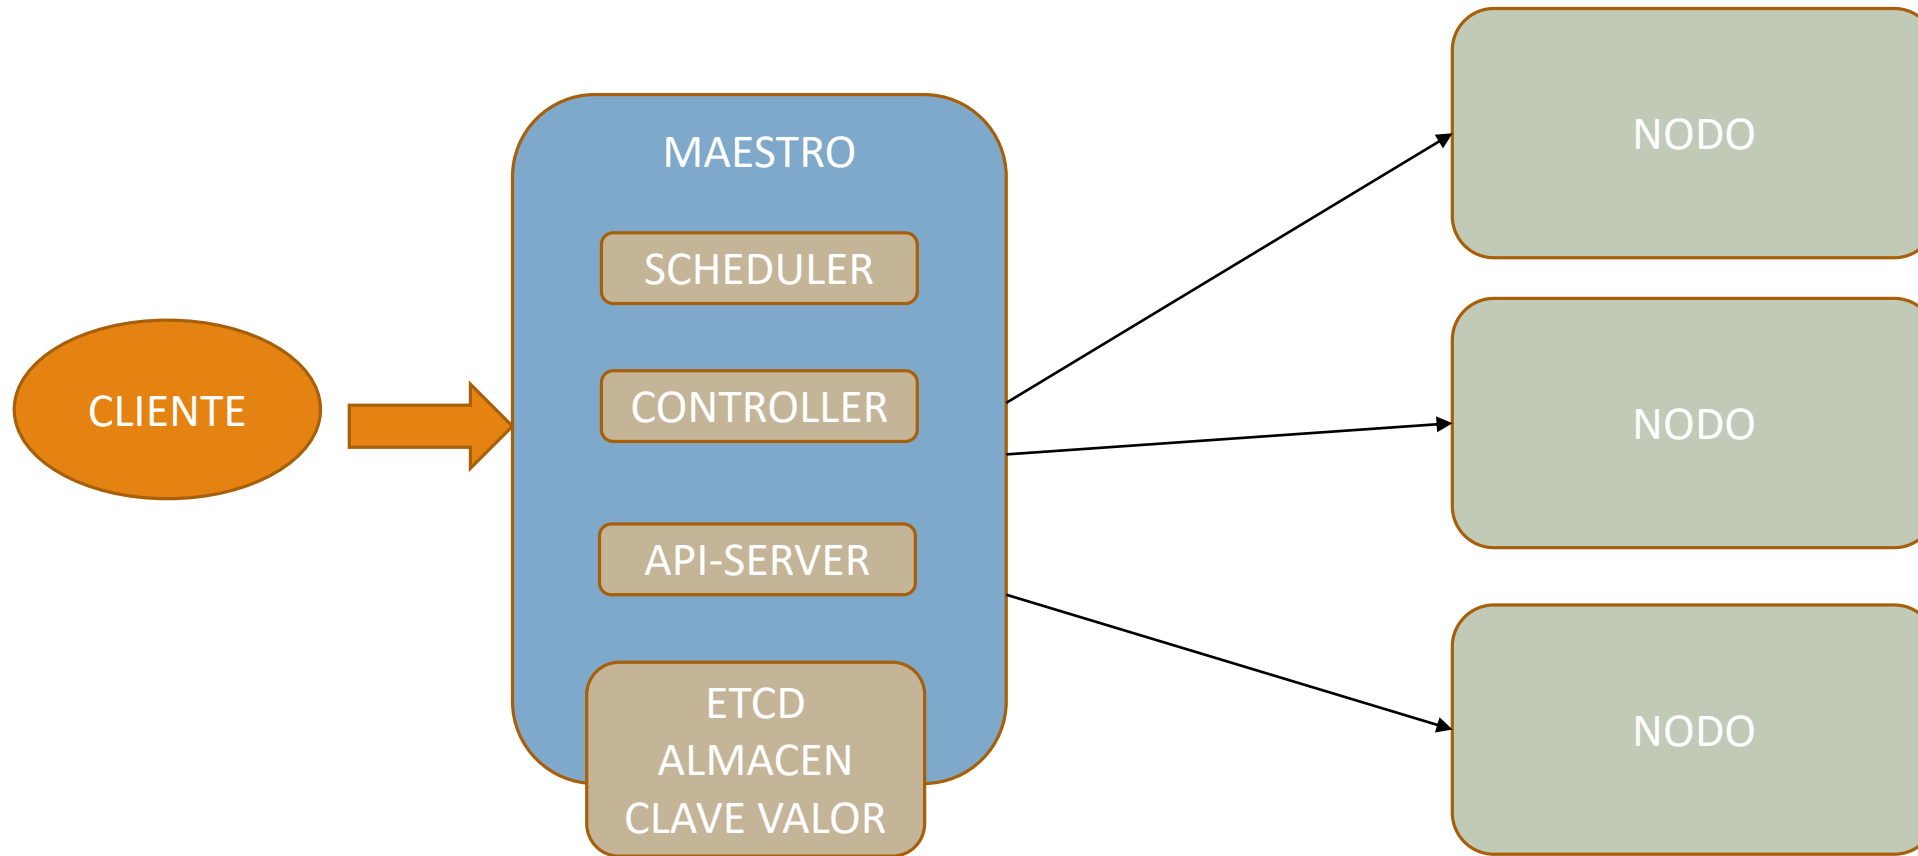 CLIENTE
MAESTRO
SCHEDULER
CONTROLLER
API-SERVER
ETCD
ALMACEN
CLAVE VALOR
NODO
NODO
NODO